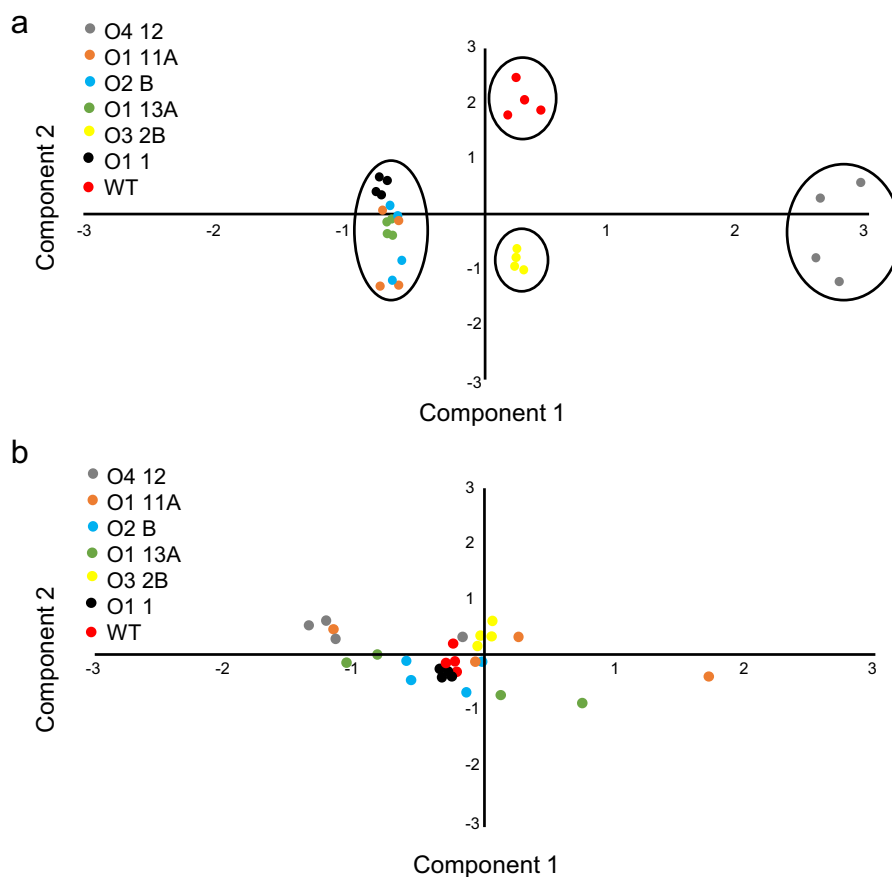 a
O4 12
O1 11A
O2 B
O1 13A
O3 2B
O1 1
WT
Component 2
3
2
1
-3
-2
-1
1
2
3
-1
-2
-3
Component 1
b
O4 12
O1 11A
O2 B
O1 13A
O3 2B
O1 1
WT
Component 2
3
2
1
-3
-2
-1
1
2
3
-1
-2
-3
Component 1